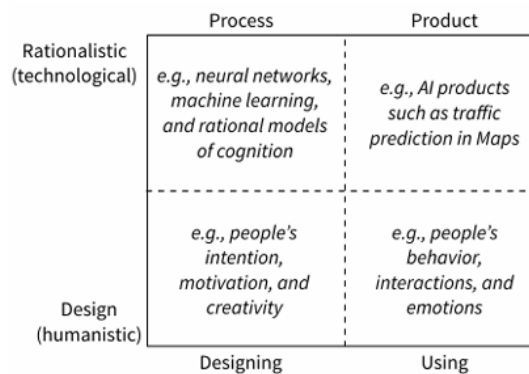 Process
Product
Rationalistic
(technological)
e.g., neural networks,
machine learning,
and rational models
of cognition
e.g., AI products
such as traffic
prediction in Maps
Design
(humanistic)
e.g., people's
intention,
motivation, and
creativity
e.g., people's
behavior,
interactions, and
emotions
Designing
Using